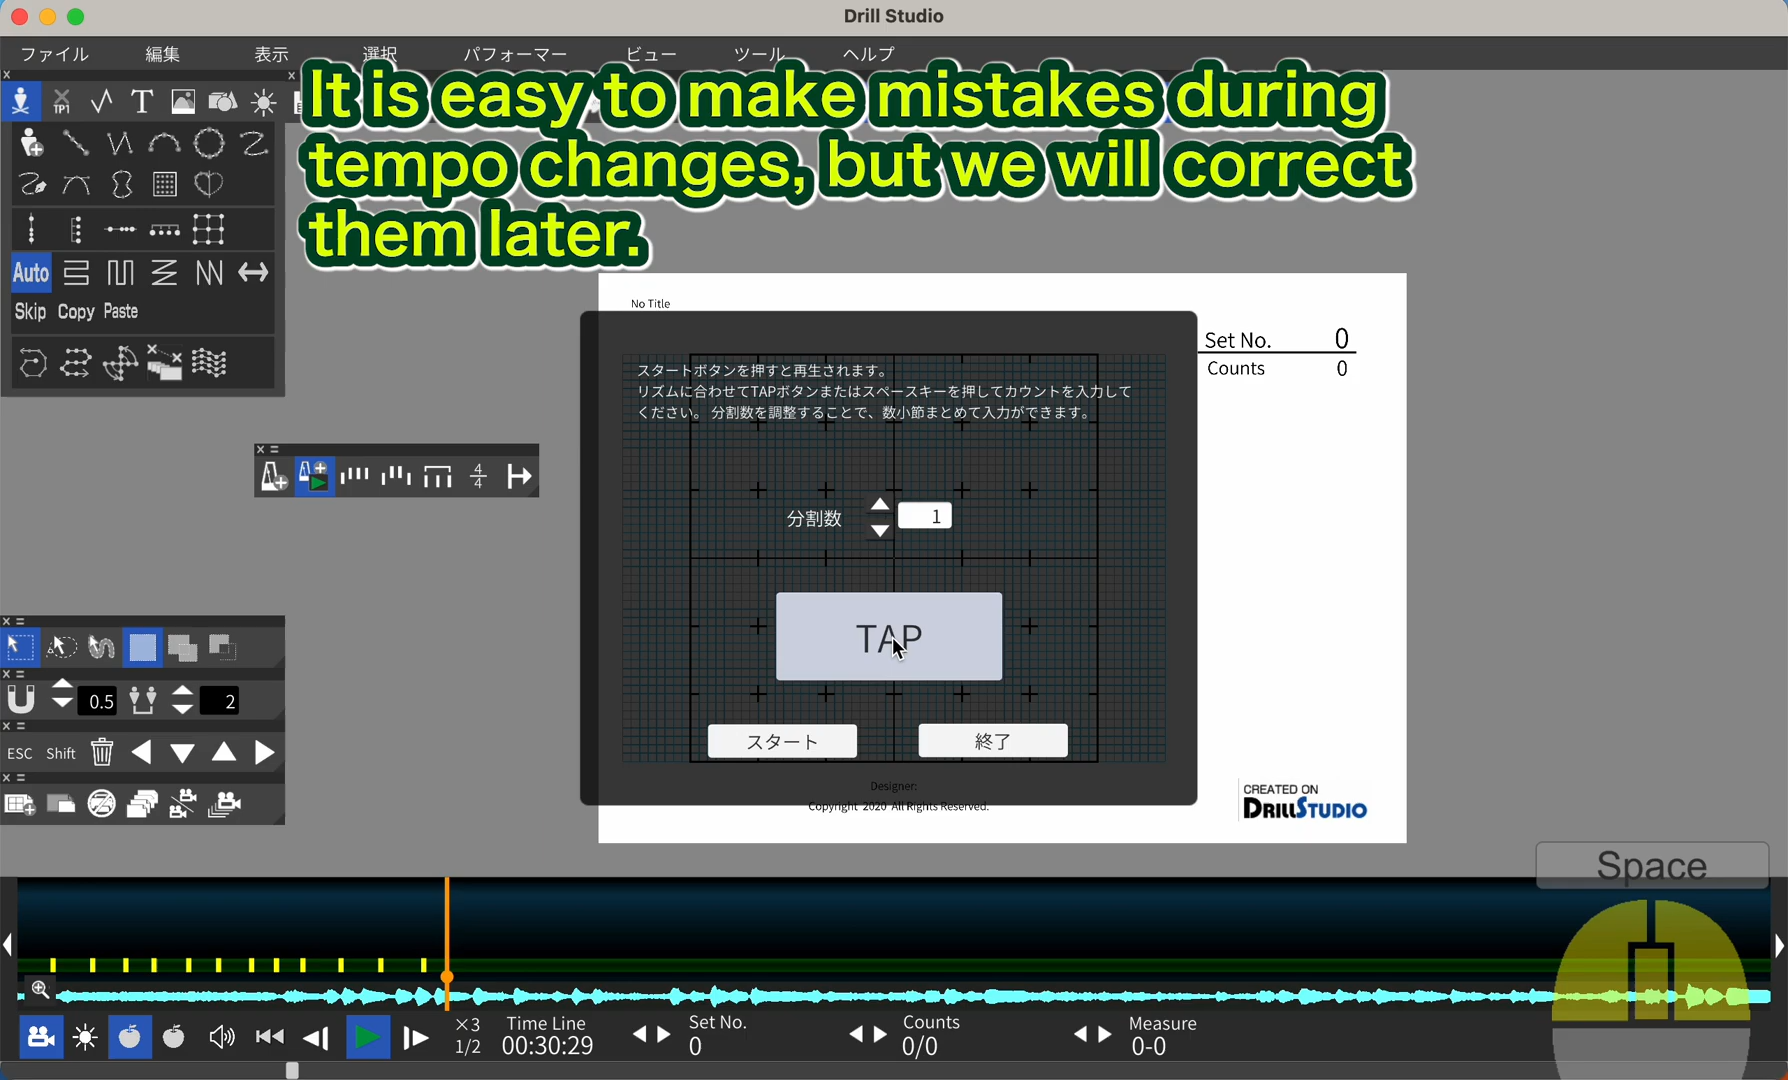 Drill Studio
ファイル 編集 表示 選択 パフォーマー ビュー ツール ヘルプ
It is easy to make mistakes during
tempo changes, but we will correct
them later.
TP1 T
Auto
Skip Copy Paste
No Title
Set No. 0
Counts 0
スタートボタンを押すと再生されます。
リズムに合わせてTAPボタンまたはスペースキーを押してカウントを入力して
ください。 分割数を調整することで、数小節まとめて入力ができます。
4/4
分割数 1
TAP
0.5 2
スタート 終了
ESC Shift
Designer:
Copyright 2020 All Rights Reserved.
CREATED ON
DRILLSTUDIO
Space
×3 Time Line Set No. Counts Measure
1/2 00:30:29 0 0/0 0-0